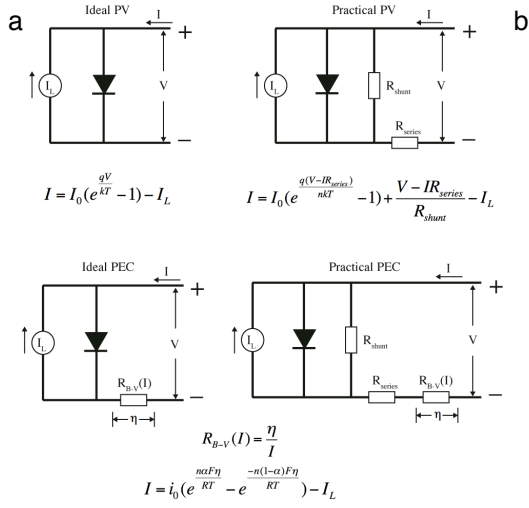 a
b
Ideal PV
I
+
I_L
V
−
I = I_0(e^{qV/kT} − 1) − I_L
Practical PV
I
+
I_L
R_shunt
V
R_series
−
I = I_0(e^{q(V−IR_series)/nkT} − 1) + (V − IR_series)/R_shunt − I_L
Ideal PEC
I
+
I_L
V
R_B-V(I)
−
η
Practical PEC
I
+
I_L
R_shunt
V
R_series
R_B-V(I)
−
η
R_{B−V}(I) = η/I
I = i_0(e^{nαFη/RT} − e^{−n(1−α)Fη/RT}) − I_L